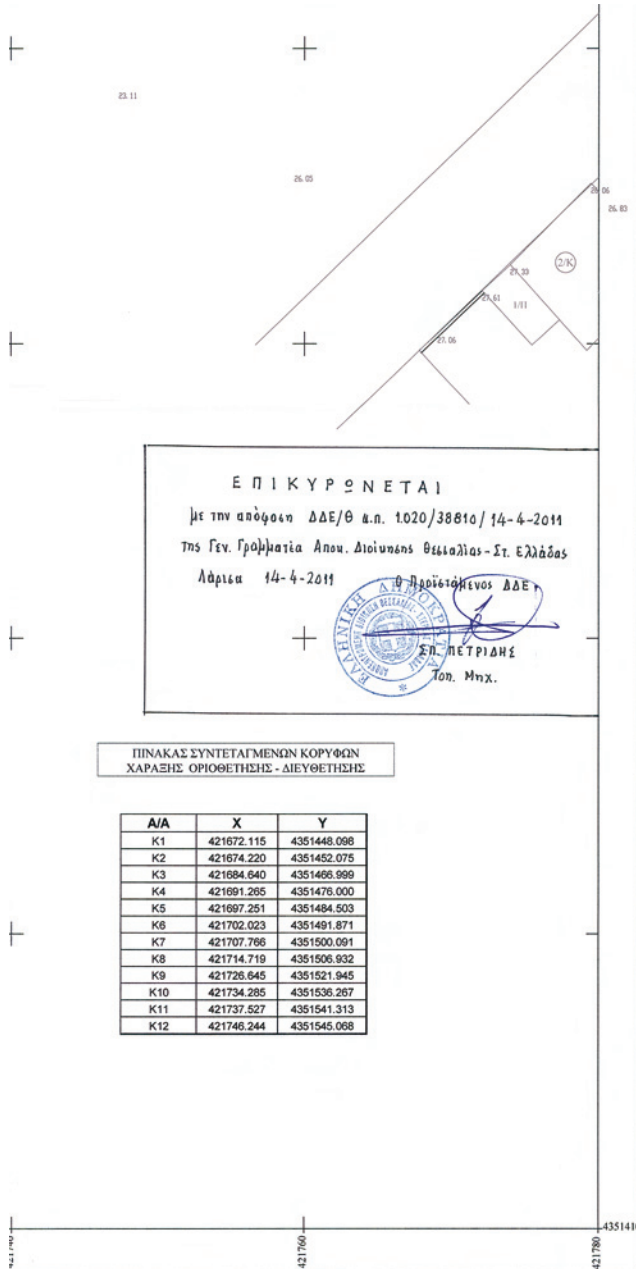 23.11
26.05
26.06
26.83
2/K
27.39
27.61
1/11
27.06
ΕΠΙΚΥΡΩΝΕΤΑΙ
με την απόφαση ΔΔΕ/Θ α.π. 1.020/38810/14-4-2011
της Γεν. Γραμματέα Αποκ. Διοίκησης Θεσσαλίας-Στ. Ελλάδας
Λάρισα 14-4-2011 Ο Προϊστάμενος ΔΔΕ
ΕΛΛΗΝΙΚΗ ΔΗΜΟΚΡΑΤΙΑ
ΣΠ. ΠΕΤΡΙΔΗΣ
Τοπ. Μηχ.
ΠΙΝΑΚΑΣ ΣΥΝΤΕΤΑΓΜΕΝΩΝ ΚΟΡΥΦΩΝ
ΧΑΡΑΞΗΣ ΟΡΙΟΘΕΤΗΣΗΣ - ΔΙΕΥΘΕΤΗΣΗΣ
Α/Α X Y
K1 421672.115 4351448.098
K2 421674.220 4351452.075
K3 421684.640 4351466.999
K4 421691.265 4351476.000
K5 421697.251 4351484.503
K6 421702.023 4351491.871
K7 421707.766 4351500.091
K8 421714.719 4351506.932
K9 421726.645 4351521.945
K10 421734.285 4351536.267
K11 421737.527 4351541.313
K12 421746.244 4351545.068
435141
421760
421780